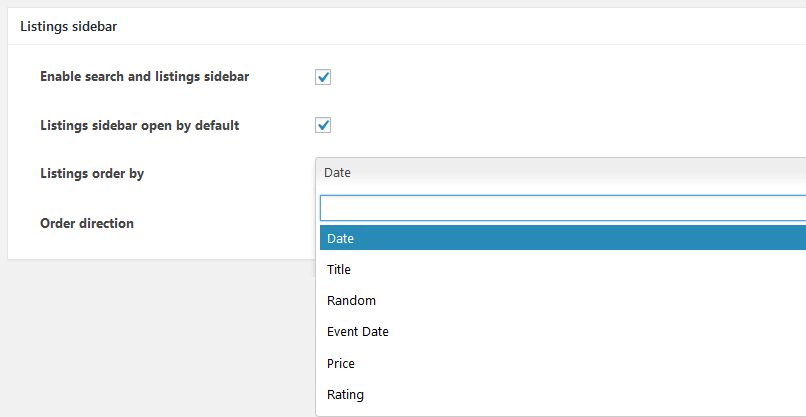 Listings sidebar
Enable search and listings sidebar
Listings sidebar open by default
Listings order by
Date
Order direction
Date
Title
Random
Event Date
Price
Rating